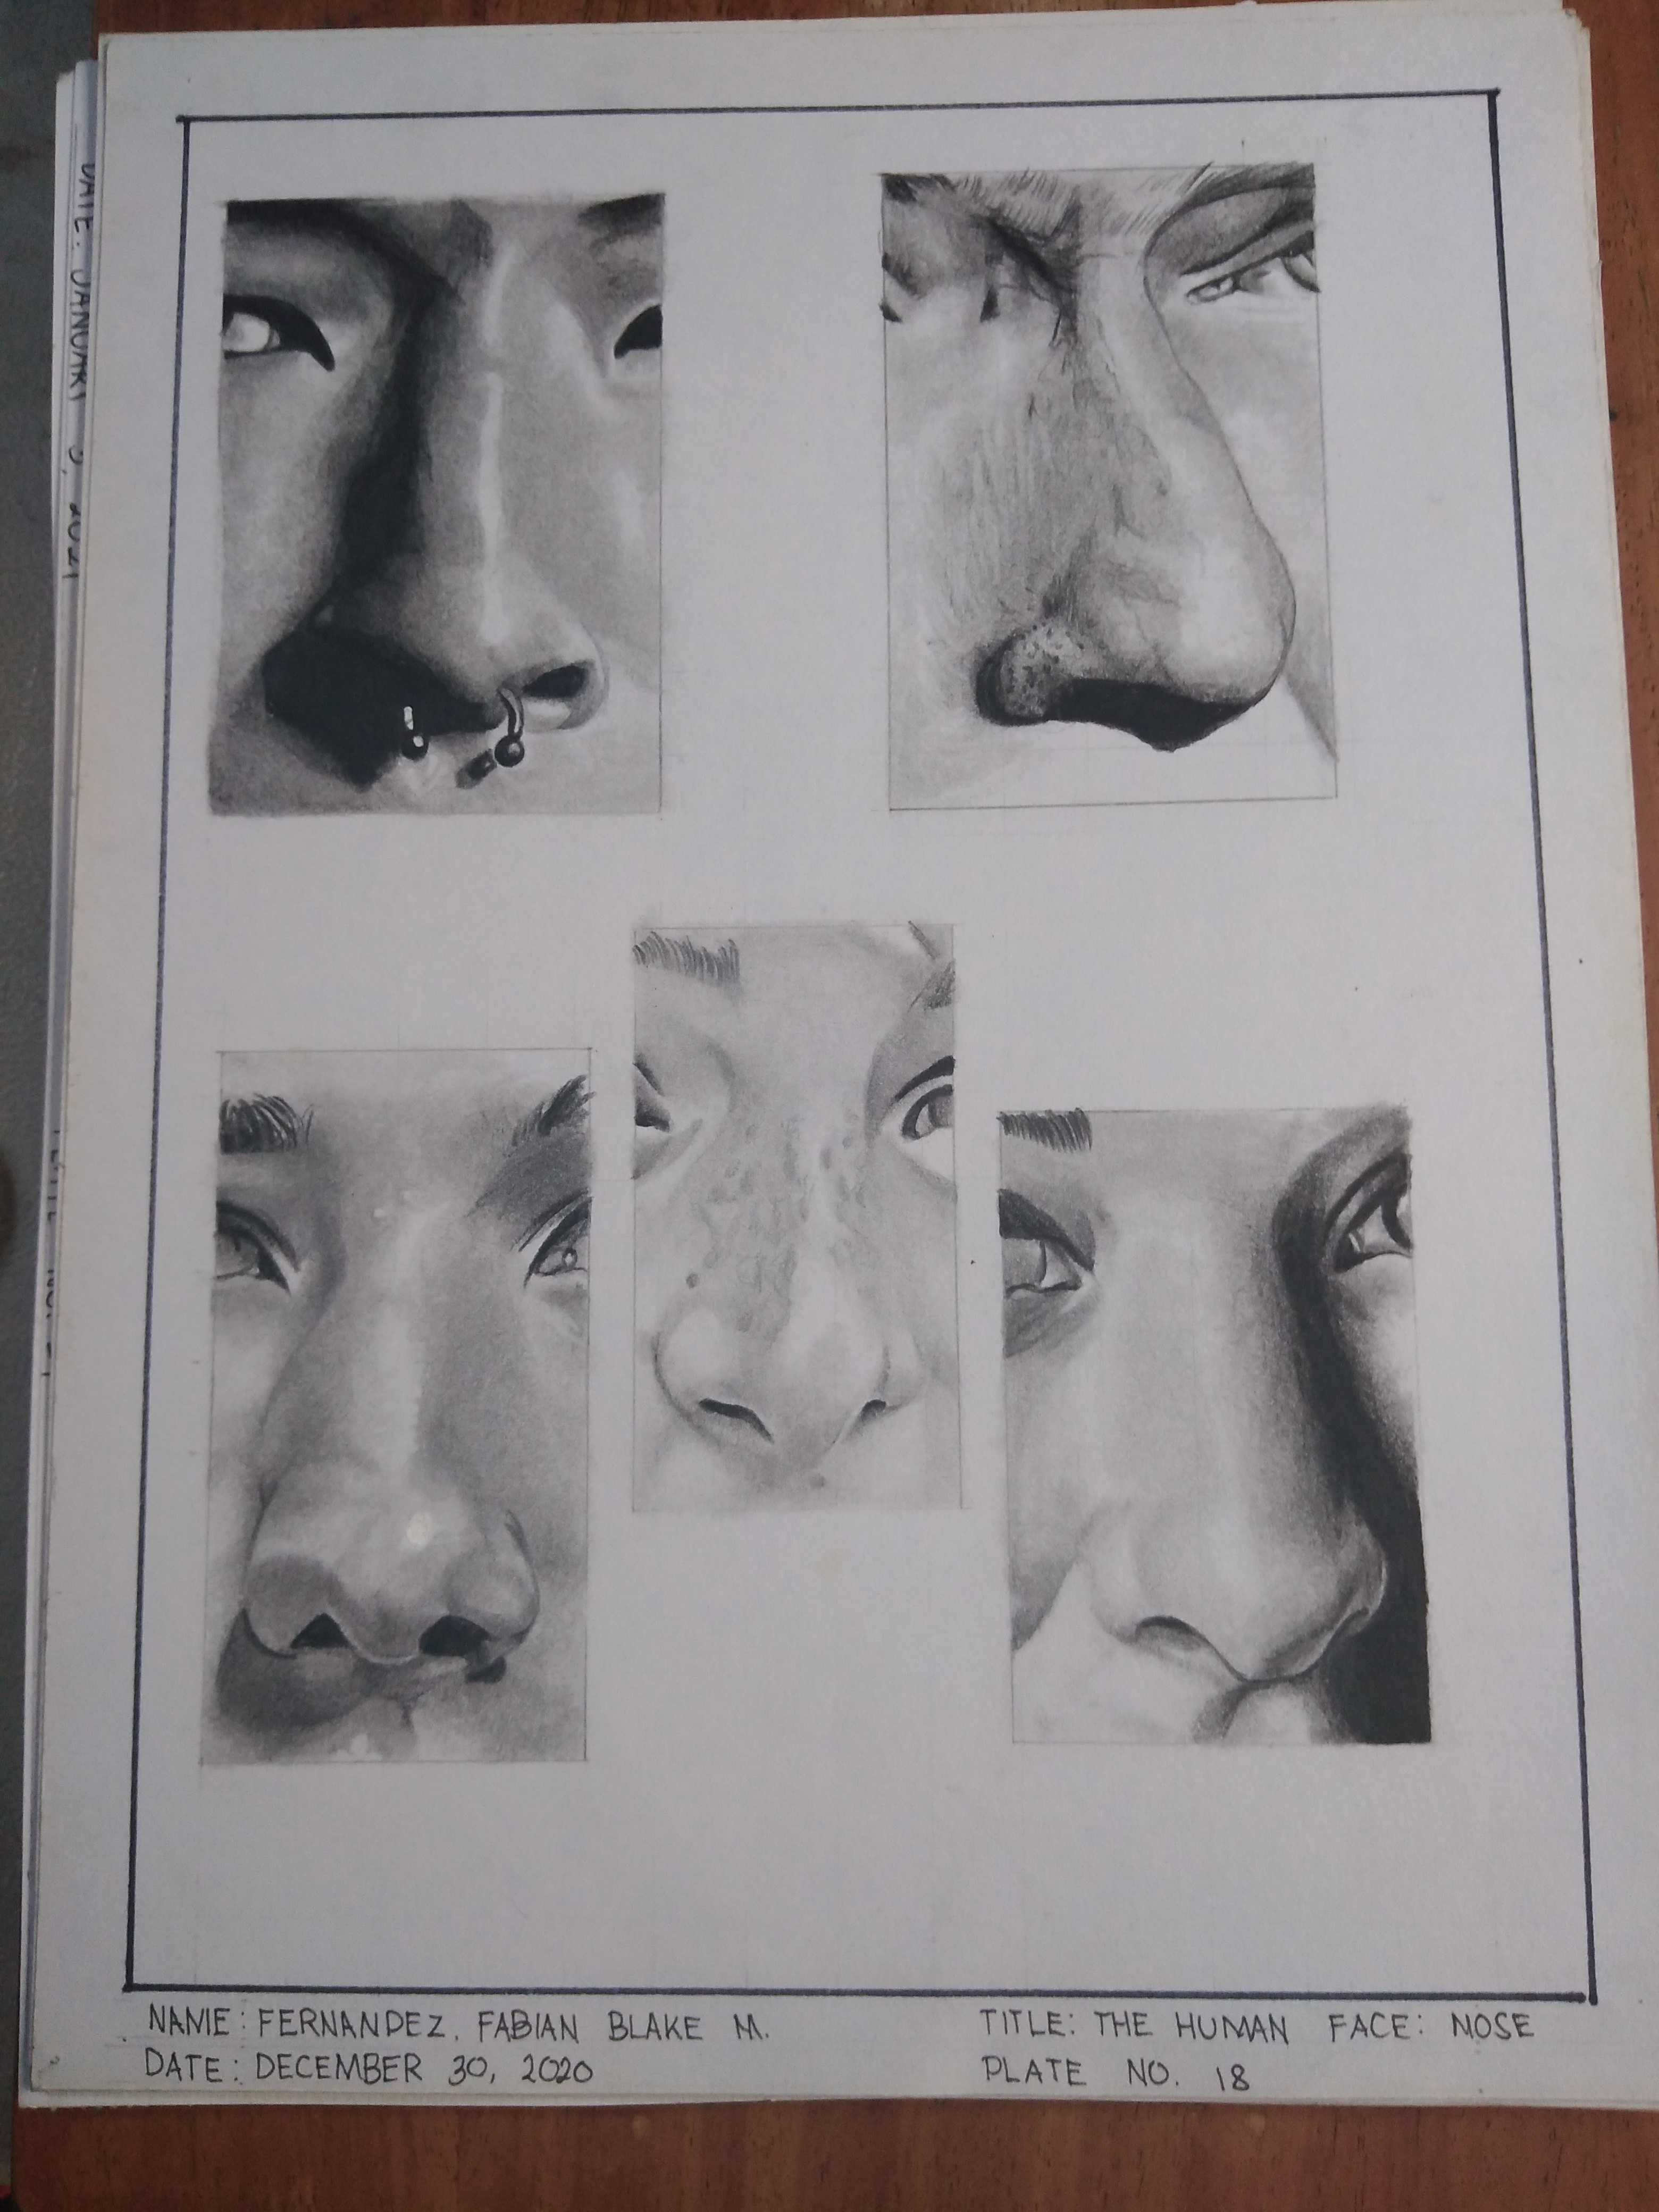 NAME: FERNANDEZ, FABIAN BLAKE M.
DATE: DECEMBER 30, 2020
TITLE: THE HUMAN FACE: NOSE
PLATE NO. 18
DATE: JANUARY
2021